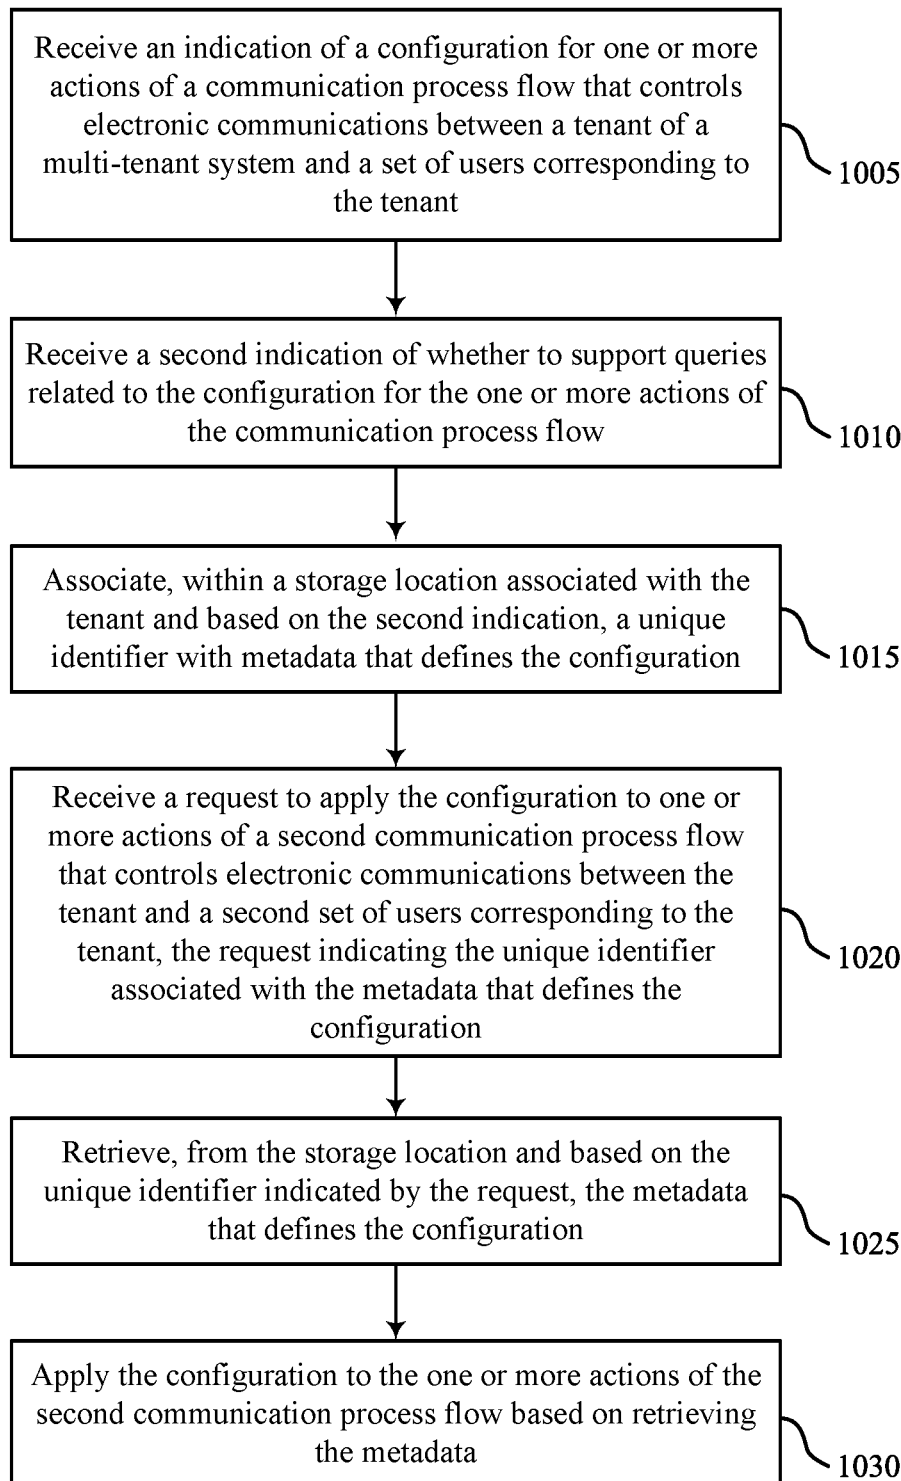 Receive an indication of a configuration for one or more
actions of a communication process flow that controls
electronic communications between a tenant of a
multi-tenant system and a set of users corresponding to
the tenant
1005
Receive a second indication of whether to support queries
related to the configuration for the one or more actions of
the communication process flow
1010
Associate, within a storage location associated with the
tenant and based on the second indication, a unique
identifier with metadata that defines the configuration
1015
Receive a request to apply the configuration to one or
more actions of a second communication process flow
that controls electronic communications between the
tenant and a second set of users corresponding to the
tenant, the request indicating the unique identifier
associated with the metadata that defines the
configuration
1020
Retrieve, from the storage location and based on the
unique identifier indicated by the request, the metadata
that defines the configuration
1025
Apply the configuration to the one or more actions of the
second communication process flow based on retrieving
the metadata
1030